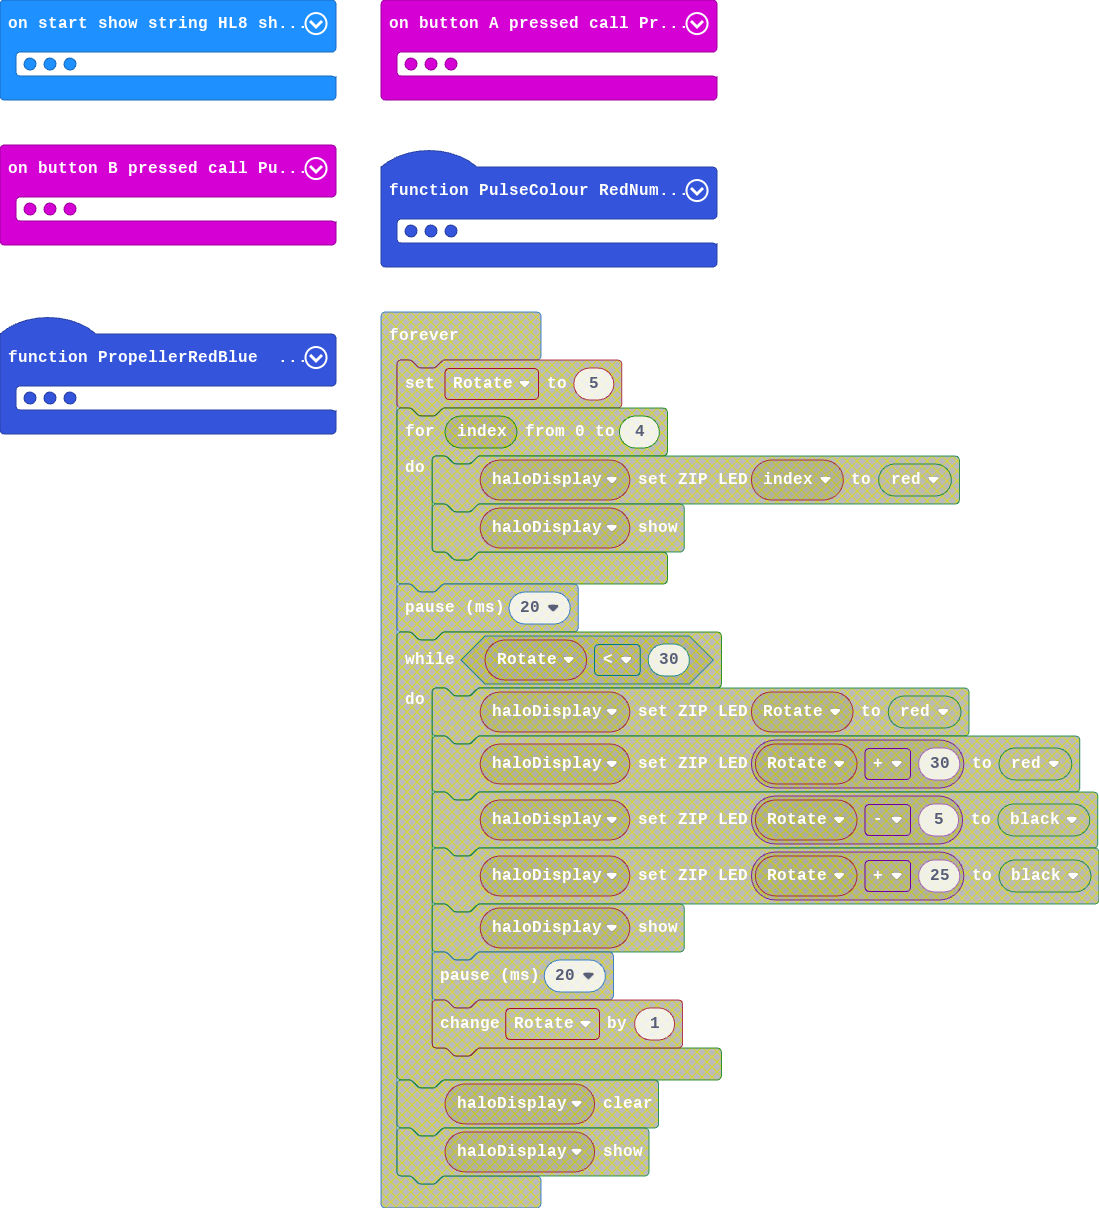 on start show string HL8 sh...
on button A pressed call Pr...
on button B pressed call Pu...
function PulseColour RedNum...
function PropellerRedBlue ...
forever
set Rotate to 5
for index from 0 to 4
do
haloDisplay set ZIP LED index to red
haloDisplay show
pause (ms) 20
while Rotate < 30
do
haloDisplay set ZIP LED Rotate to red
haloDisplay set ZIP LED Rotate + 30 to red
haloDisplay set ZIP LED Rotate - 5 to black
haloDisplay set ZIP LED Rotate + 25 to black
haloDisplay show
pause (ms) 20
change Rotate by 1
haloDisplay clear
haloDisplay show